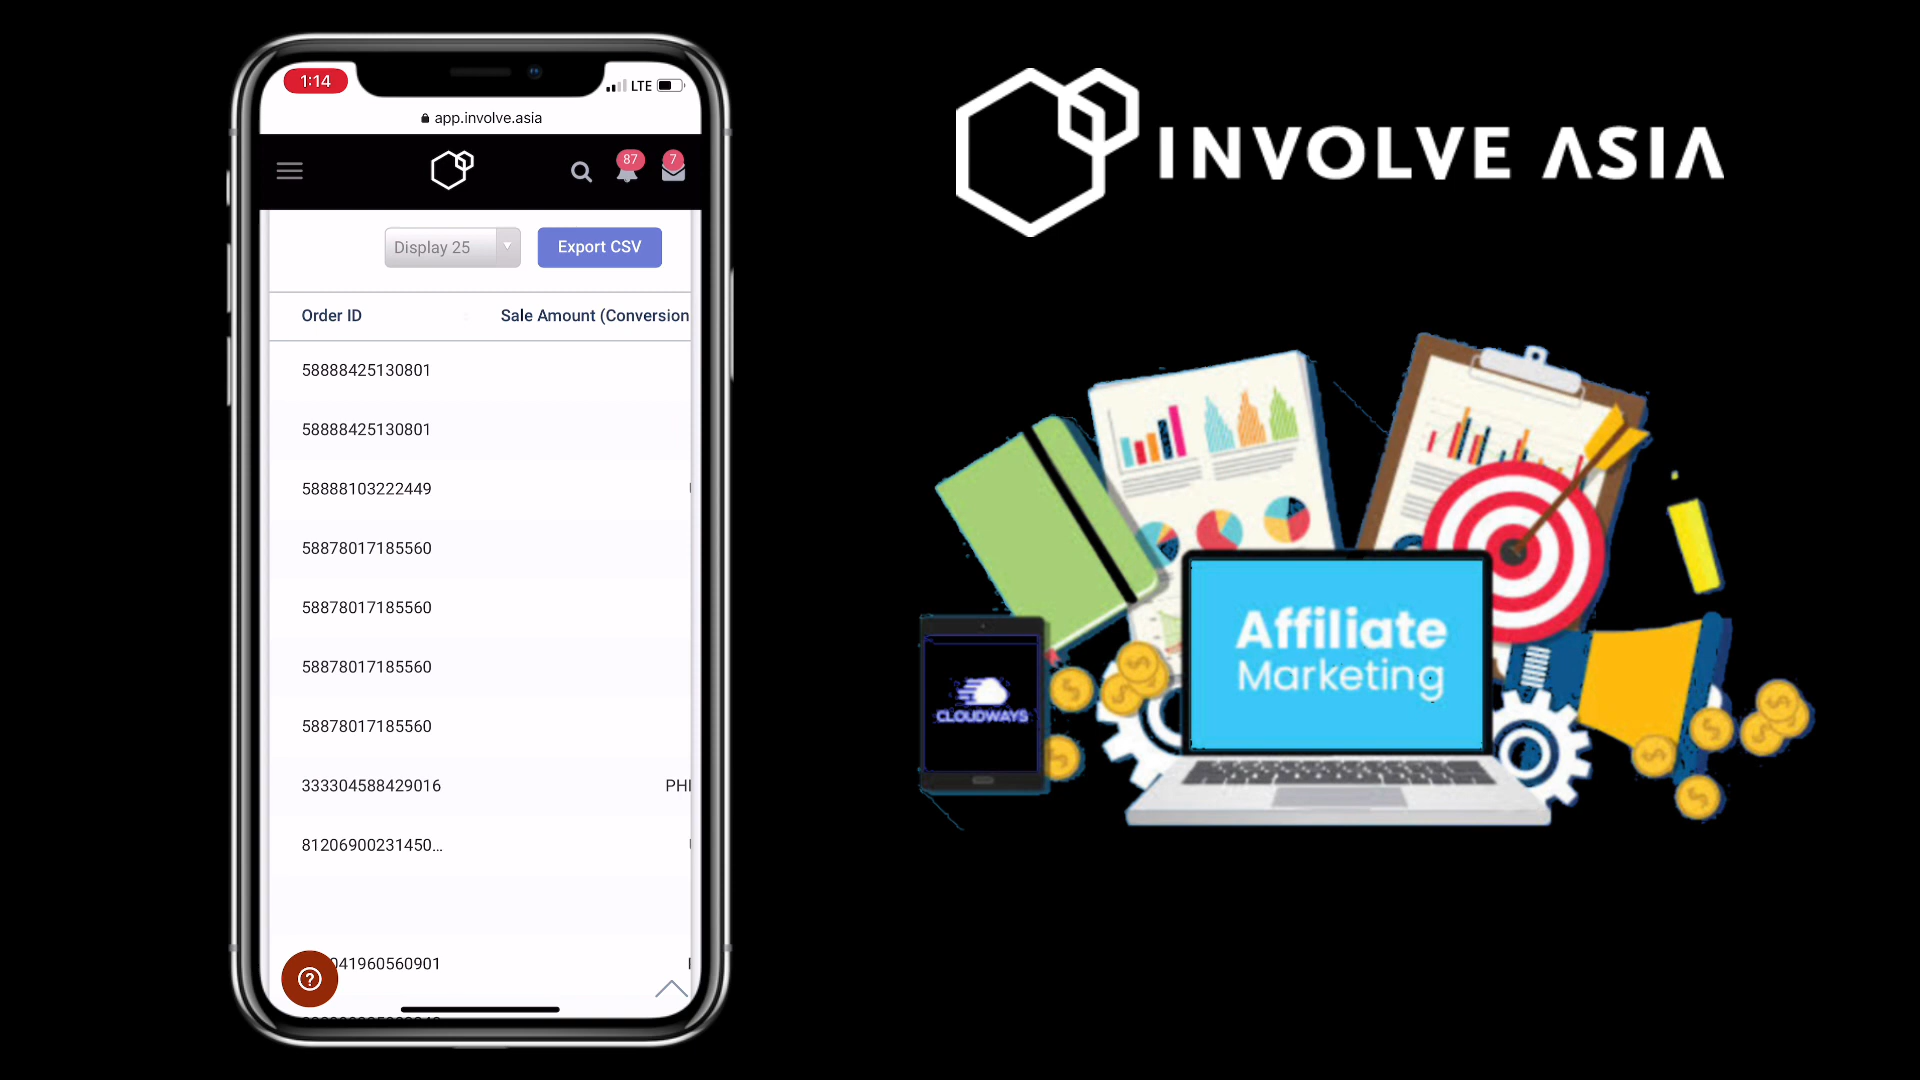 1:14
LTE
app.involve.asia
87
7
Display 25
Export CSV
Order ID
Sale Amount (Conversion
58888425130801
58888425130801
58888103222449
58878017185560
58878017185560
58878017185560
58878017185560
333304588429016
PHI
81206900231450...
041960560901
INVOLVE ASIA
Affiliate
Marketing
CLOUDWAYS